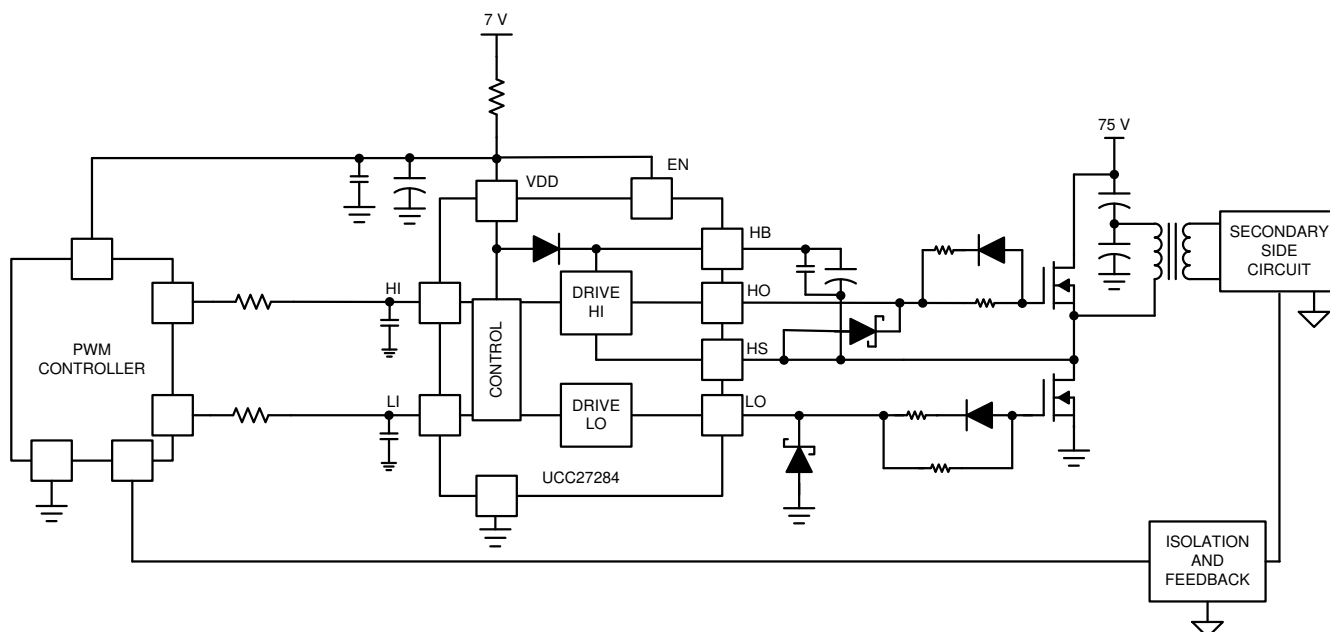 7 V
75 V
EN
VDD
HB
SECONDARY
SIDE
CIRCUIT
HI
DRIVE
HI
HO
PWM
CONTROLLER
CONTROL
HS
LI
DRIVE
LO
LO
UCC27284
ISOLATION
AND
FEEDBACK